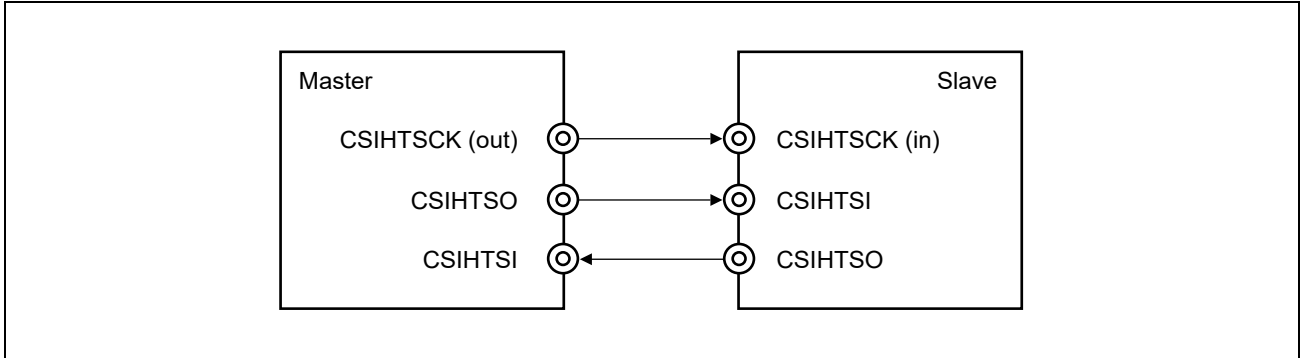 Master
Slave
CSIHTSCK (out)
CSIHTSCK (in)
CSIHTSO
CSIHTSI
CSIHTSI
CSIHTSO